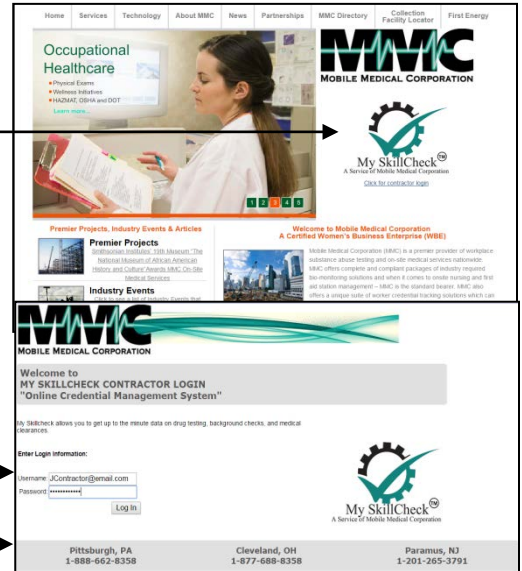 Home Services Technology About MMC News Partnerships MMC Directory Collection Facility Locator First Energy
Occupational
Healthcare
Physical Exams
Wellness Initiatives
HAZMAT, OSHA and DOT
Learn more...
1 2 3 4 5
MMC
MOBILE MEDICAL CORPORATION
My SkillCheck TM
A Service of Mobile Medical Corporation
Click for contractor login
Premier Projects, Industry Events & Articles
Premier Projects
Smithsonian Institutes' 19th Museum "The
National Museum of African American
History and Culture" Awards MMC On-Site
Medical Services
Industry Events
Click to see a list of Industry Events that
Welcome to Mobile Medical Corporation
A Certified Women's Business Enterprise (WBE)
Mobile Medical Corporation (MMC) is a premier provider of workplace
substance abuse testing and on-site medical services nationwide.
MMC offers complete and compliant packages of industry required
bio-monitoring solutions and when it comes to onsite nursing and first
aid station management – MMC is the standard bearer. MMC also
offers a unique suite of worker credential tracking solutions which can
MMC
MOBILE MEDICAL CORPORATION
Welcome to
MY SKILLCHECK CONTRACTOR LOGIN
"Online Credential Management System"
My Skillcheck allows you to get up to the minute data on drug testing, background checks, and medical
clearances.
Enter Login Information:
Username: JContractor@email.com
Password: ••••••••••••
Log In
My SkillCheck
A Service of Mobile Medical Corporation
Pittsburgh, PA
1-888-662-8358
Cleveland, OH
1-877-688-8358
Paramus, NJ
1-201-265-3791